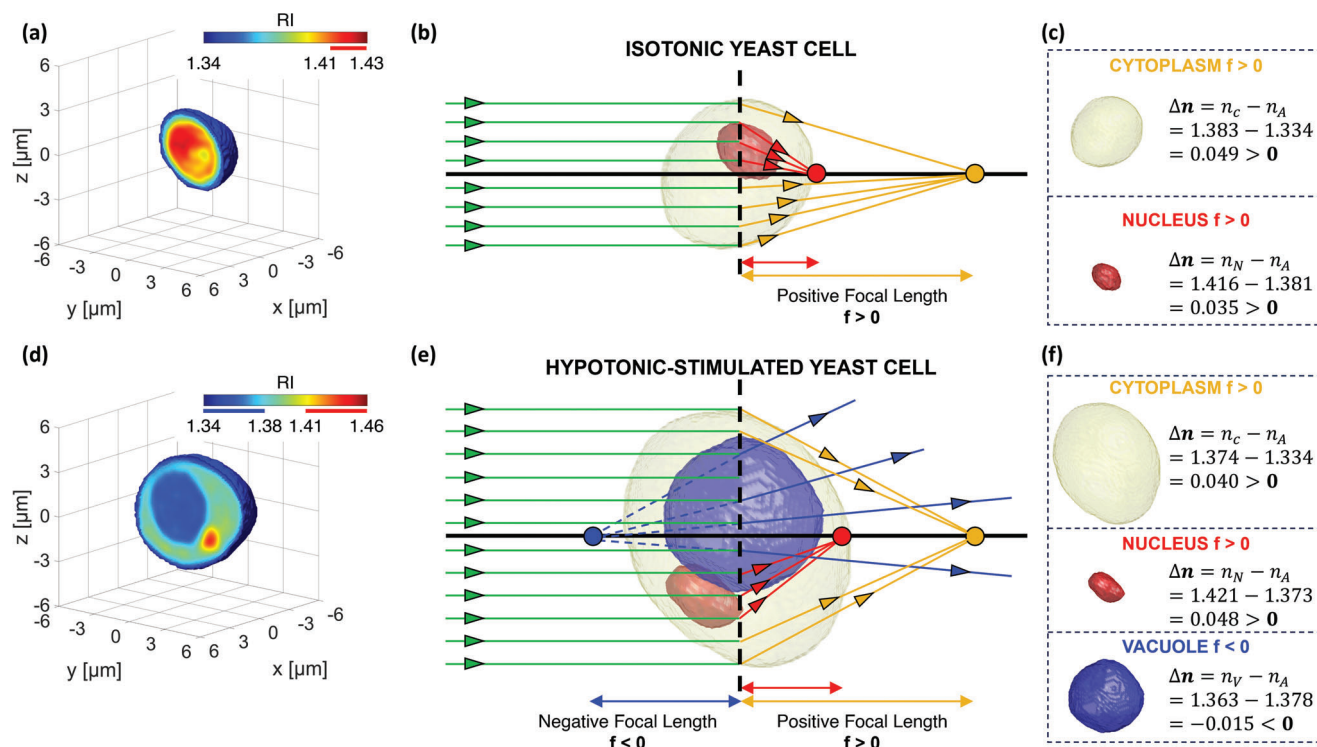 (a)
RI
1.34 1.41 1.43
6
3
0
-3
-6
z [µm]
-6 -3 0 3 6
y [µm]
6 3 0 -3 -6
x [µm]
(b)
ISOTONIC YEAST CELL
Positive Focal Length
f > 0
(c)
CYTOPLASM f > 0
Δn = n_c − n_A
= 1.383 − 1.334
= 0.049 > 0
NUCLEUS f > 0
Δn = n_N − n_A
= 1.416 − 1.381
= 0.035 > 0
(d)
RI
1.34 1.38 1.41 1.46
6
3
0
-3
-6
z [µm]
-6 -3 0 3 6
y [µm]
6 3 0 -3 -6
x [µm]
(e)
HYPOTONIC-STIMULATED YEAST CELL
Negative Focal Length
f < 0
Positive Focal Length
f > 0
(f)
CYTOPLASM f > 0
Δn = n_c − n_A
= 1.374 − 1.334
= 0.040 > 0
NUCLEUS f > 0
Δn = n_N − n_A
= 1.421 − 1.373
= 0.048 > 0
VACUOLE f < 0
Δn = n_V − n_A
= 1.363 − 1.378
= −0.015 < 0